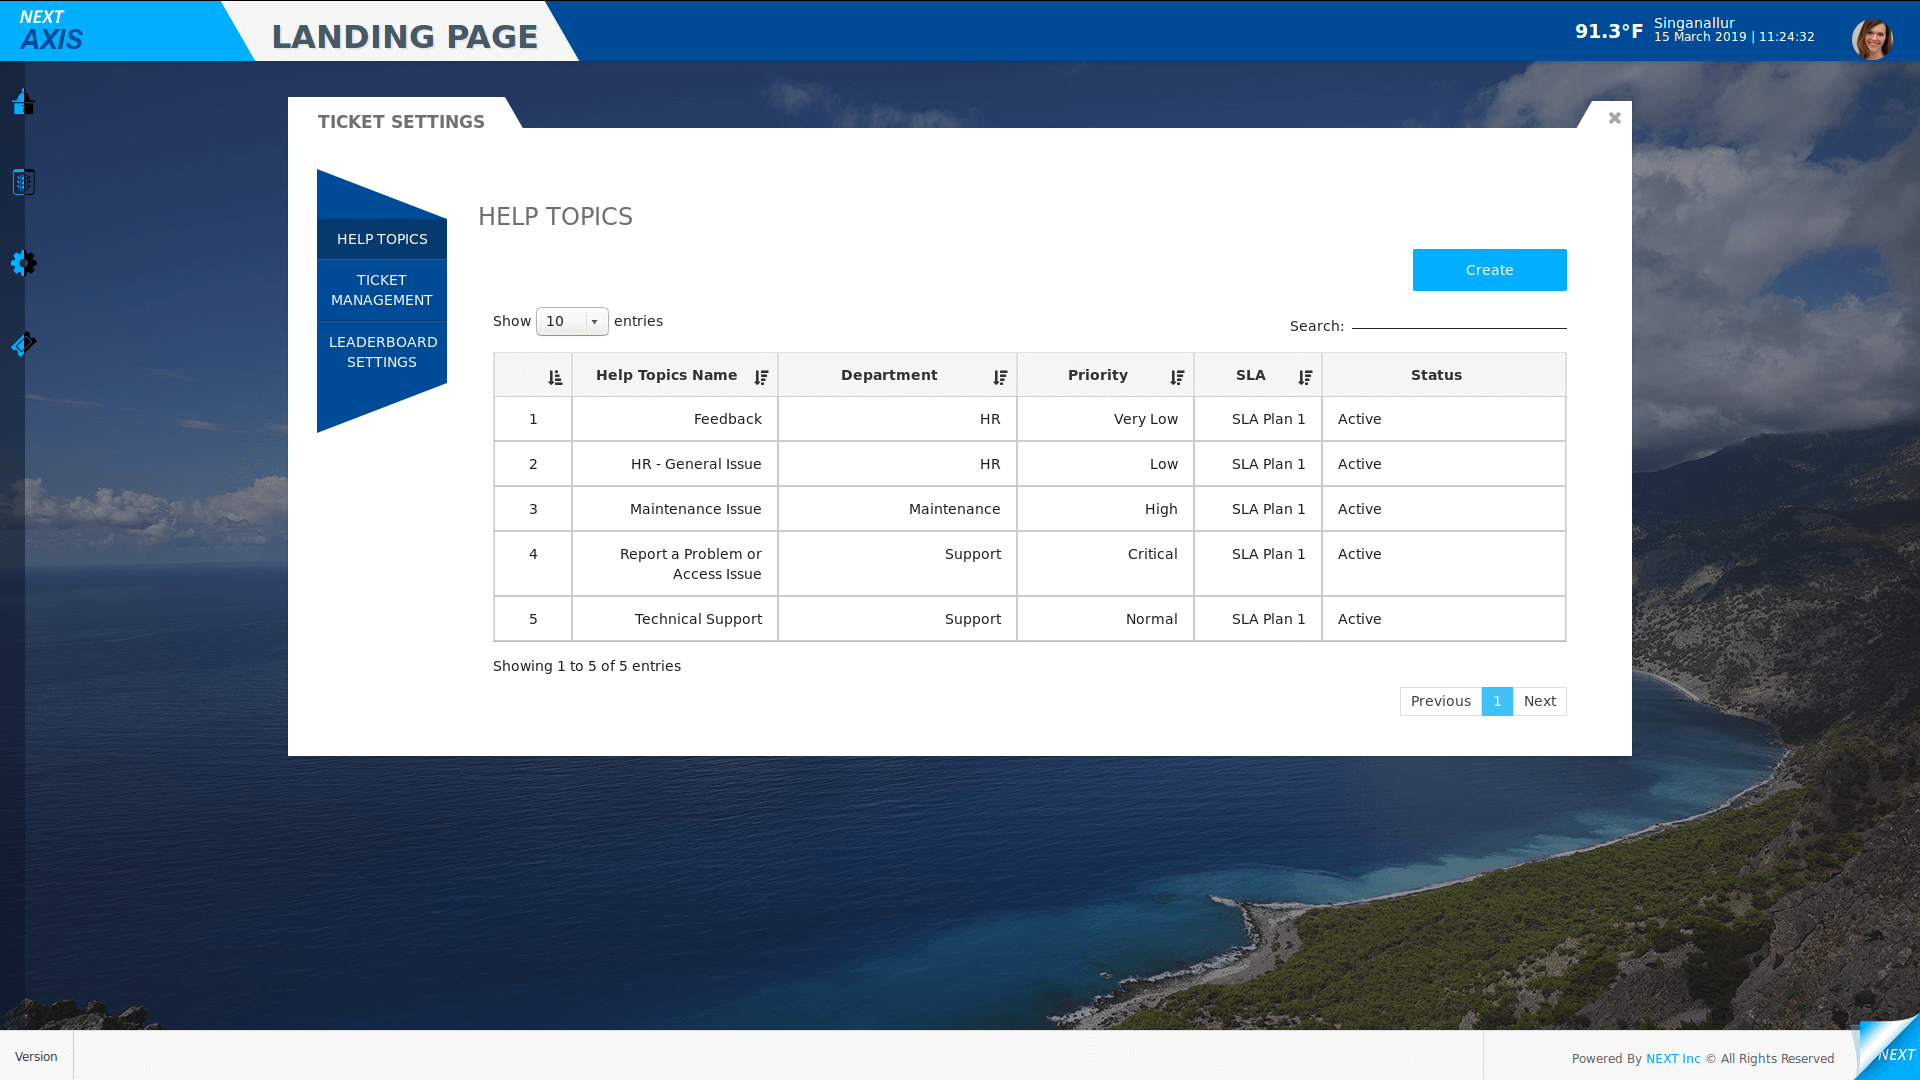 NEXT
AXIS
LANDING PAGE
91.3°F
Singanallur
15 March 2019 | 11:24:32
TICKET SETTINGS
HELP TOPICS
TICKET
MANAGEMENT
LEADERBOARD
SETTINGS
HELP TOPICS
Create
Show 10 entries
Search:
Help Topics Name Department Priority SLA Status
1 Feedback HR Very Low SLA Plan 1 Active
2 HR - General Issue HR Low SLA Plan 1 Active
3 Maintenance Issue Maintenance High SLA Plan 1 Active
4 Report a Problem or Support Critical SLA Plan 1 Active
Access Issue
5 Technical Support Support Normal SLA Plan 1 Active
Showing 1 to 5 of 5 entries
Previous 1 Next
Version
Powered By NEXT Inc © All Rights Reserved
NEXT